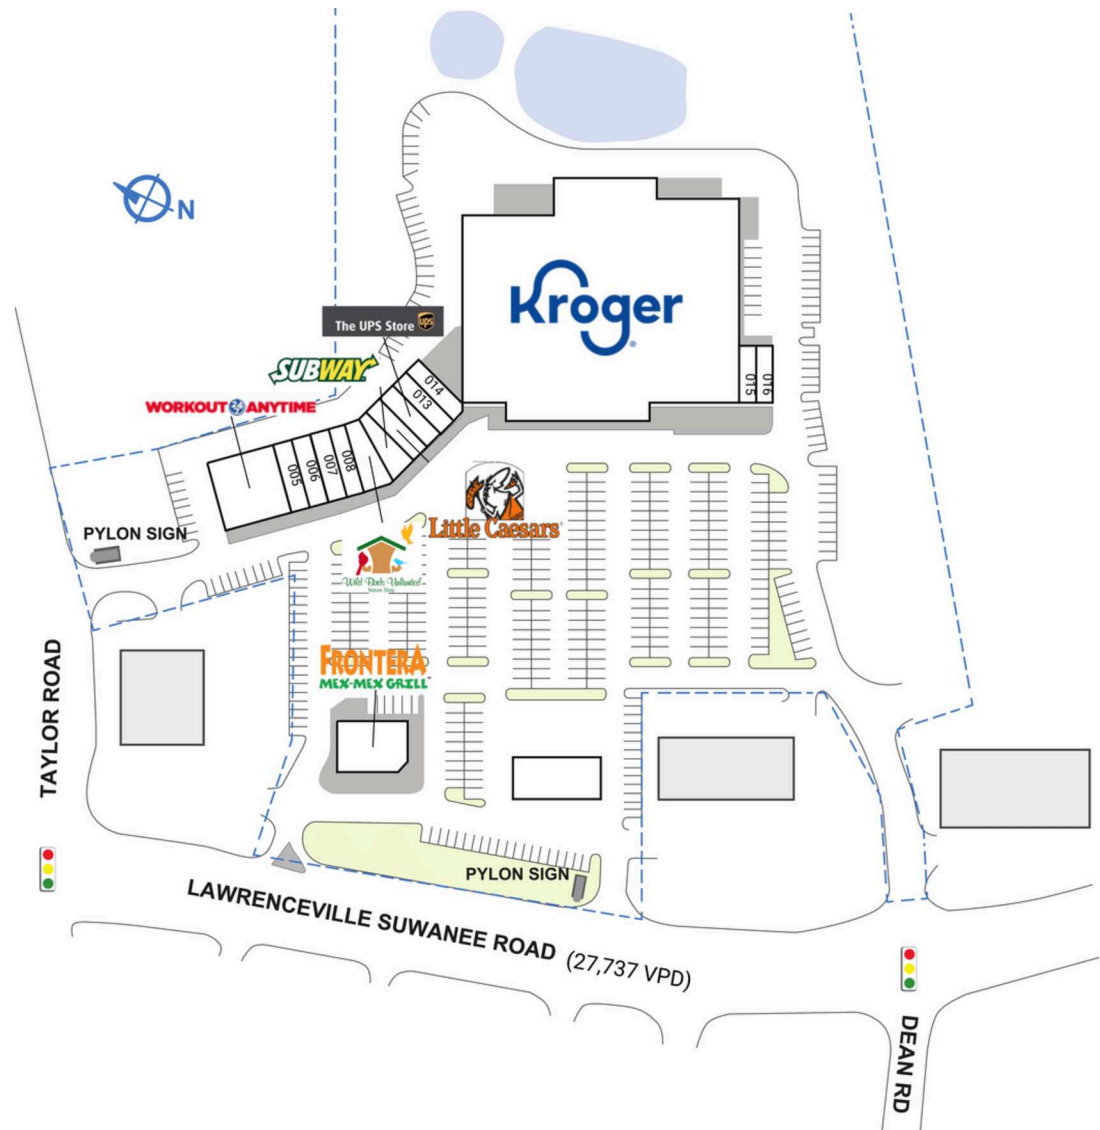 N
Kroger
The UPS Store
ups
SUBWAY
WORKOUT ANYTIME
014
013
015
016
005
006
007
008
Little Caesars
PYLON SIGN
Wild Birds Unlimited
Nature Shop
FRONTERA
MEX-MEX GRILL
TAYLOR ROAD
PYLON SIGN
LAWRENCEVILLE SUWANEE ROAD (27,737 VPD)
DEAN RD